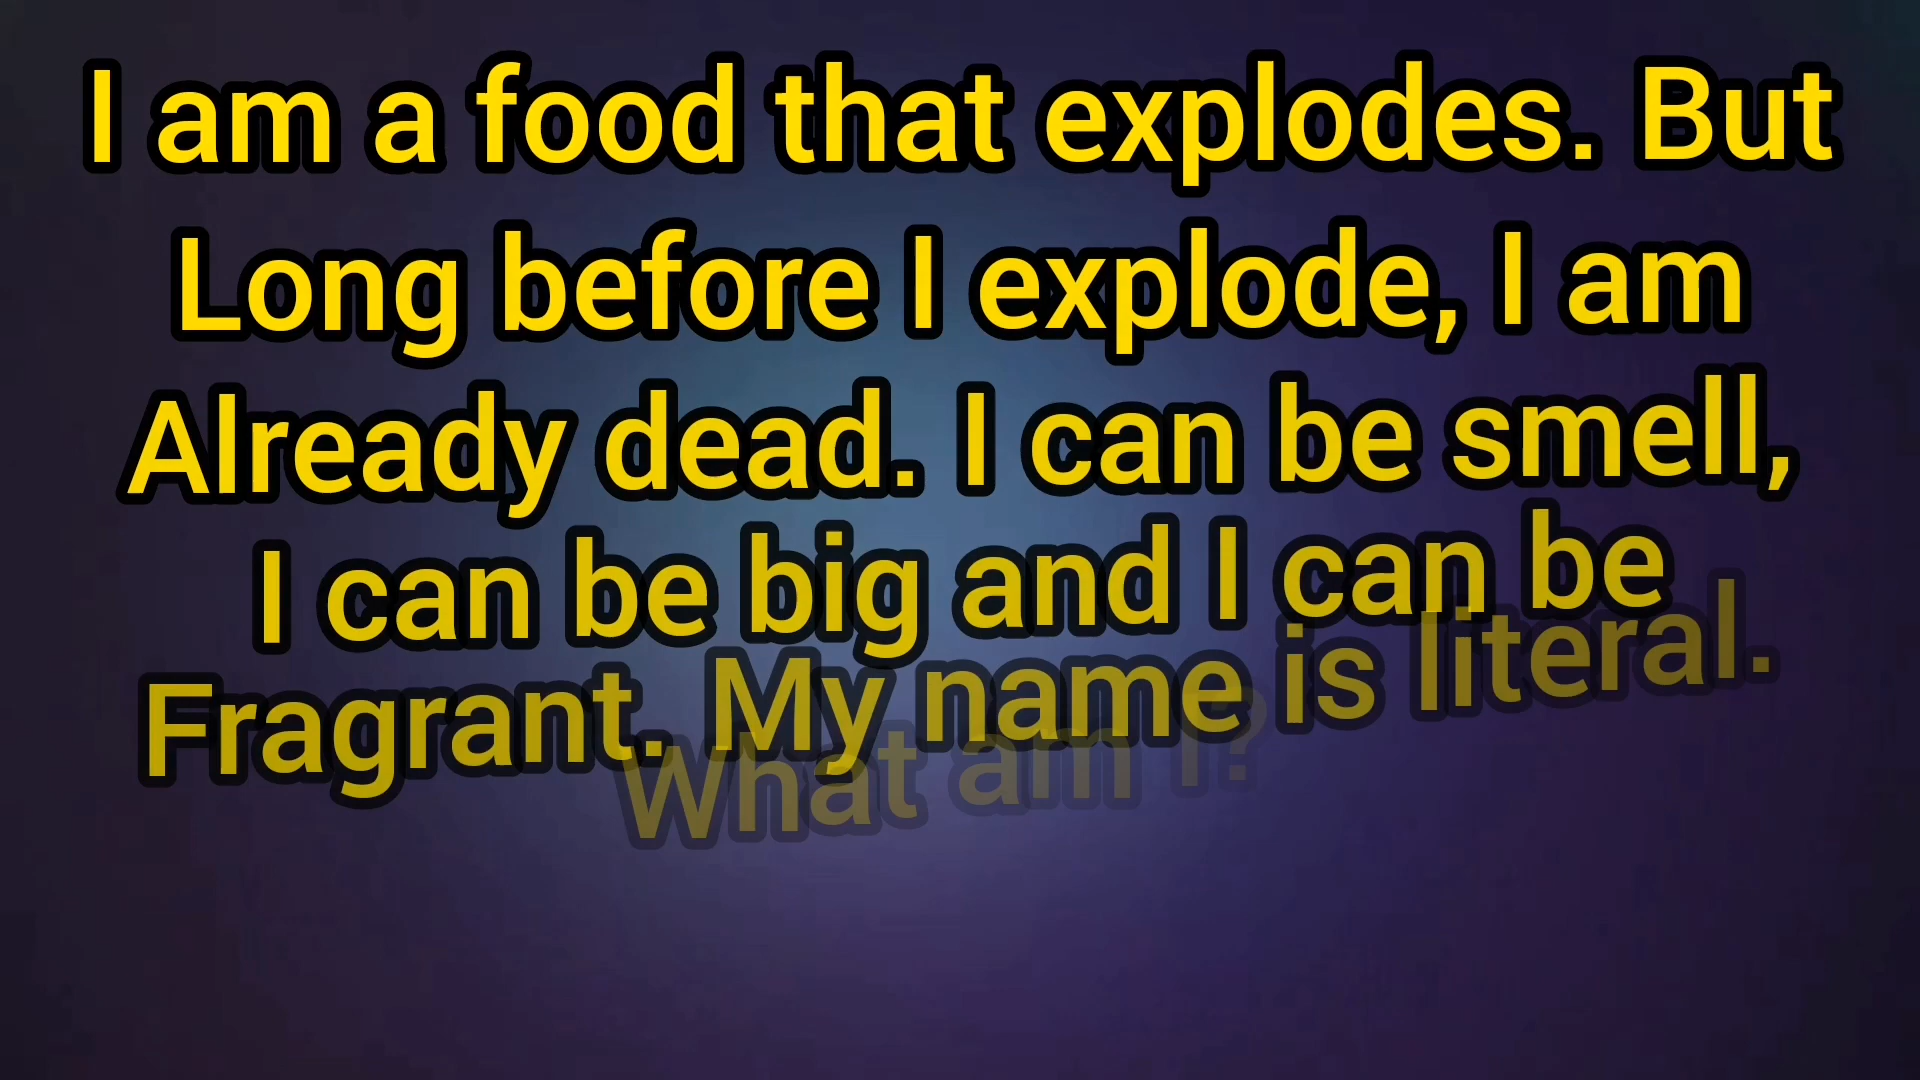 I am a food that explodes. But
Long before I explode, I am
Already dead. I can be smell,
I can be big and I can be
Fragrant. My name is literal.
What am I?